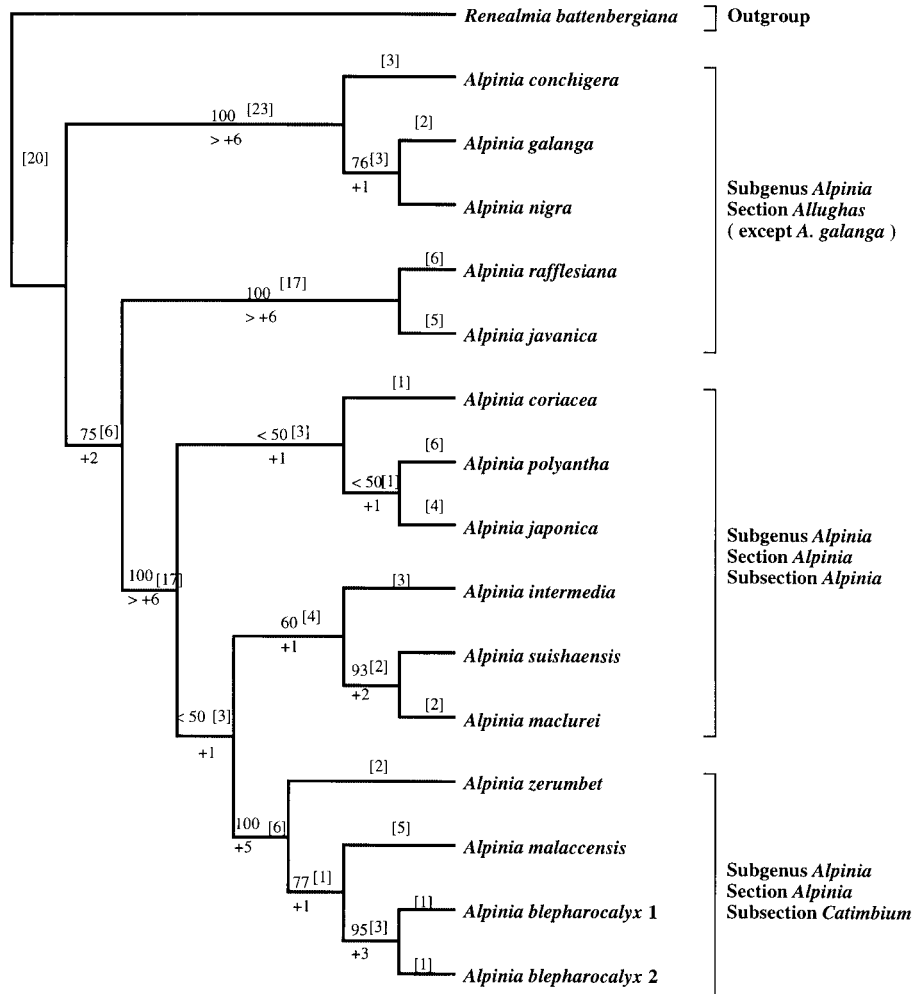 Renealmia battenbergiana
Outgroup
[3]
Alpinia conchigera
100 [23]
> +6
[2]
Alpinia galanga
76 [3]
+1
Alpinia nigra
[20]
Subgenus Alpinia
Section Allughas
( except A. galanga )
[6]
Alpinia rafflesiana
100 [17]
> +6
[5]
Alpinia javanica
75 [6]
+2
[1]
Alpinia coriacea
< 50 [3]
+1
[6]
Alpinia polyantha
< 50 [1]
+1
[4]
Alpinia japonica
Subgenus Alpinia
Section Alpinia
Subsection Alpinia
100 [17]
> +6
[3]
Alpinia intermedia
60 [4]
+1
Alpinia suishaensis
93 [2]
+2
[2]
Alpinia maclurei
< 50 [3]
+1
[2]
Alpinia zerumbet
100 [6]
+5
[5]
Alpinia malaccensis
77 [1]
+1
[1]
Alpinia blepharocalyx 1
95 [3]
+3
[1]
Alpinia blepharocalyx 2
Subgenus Alpinia
Section Alpinia
Subsection Catimbium